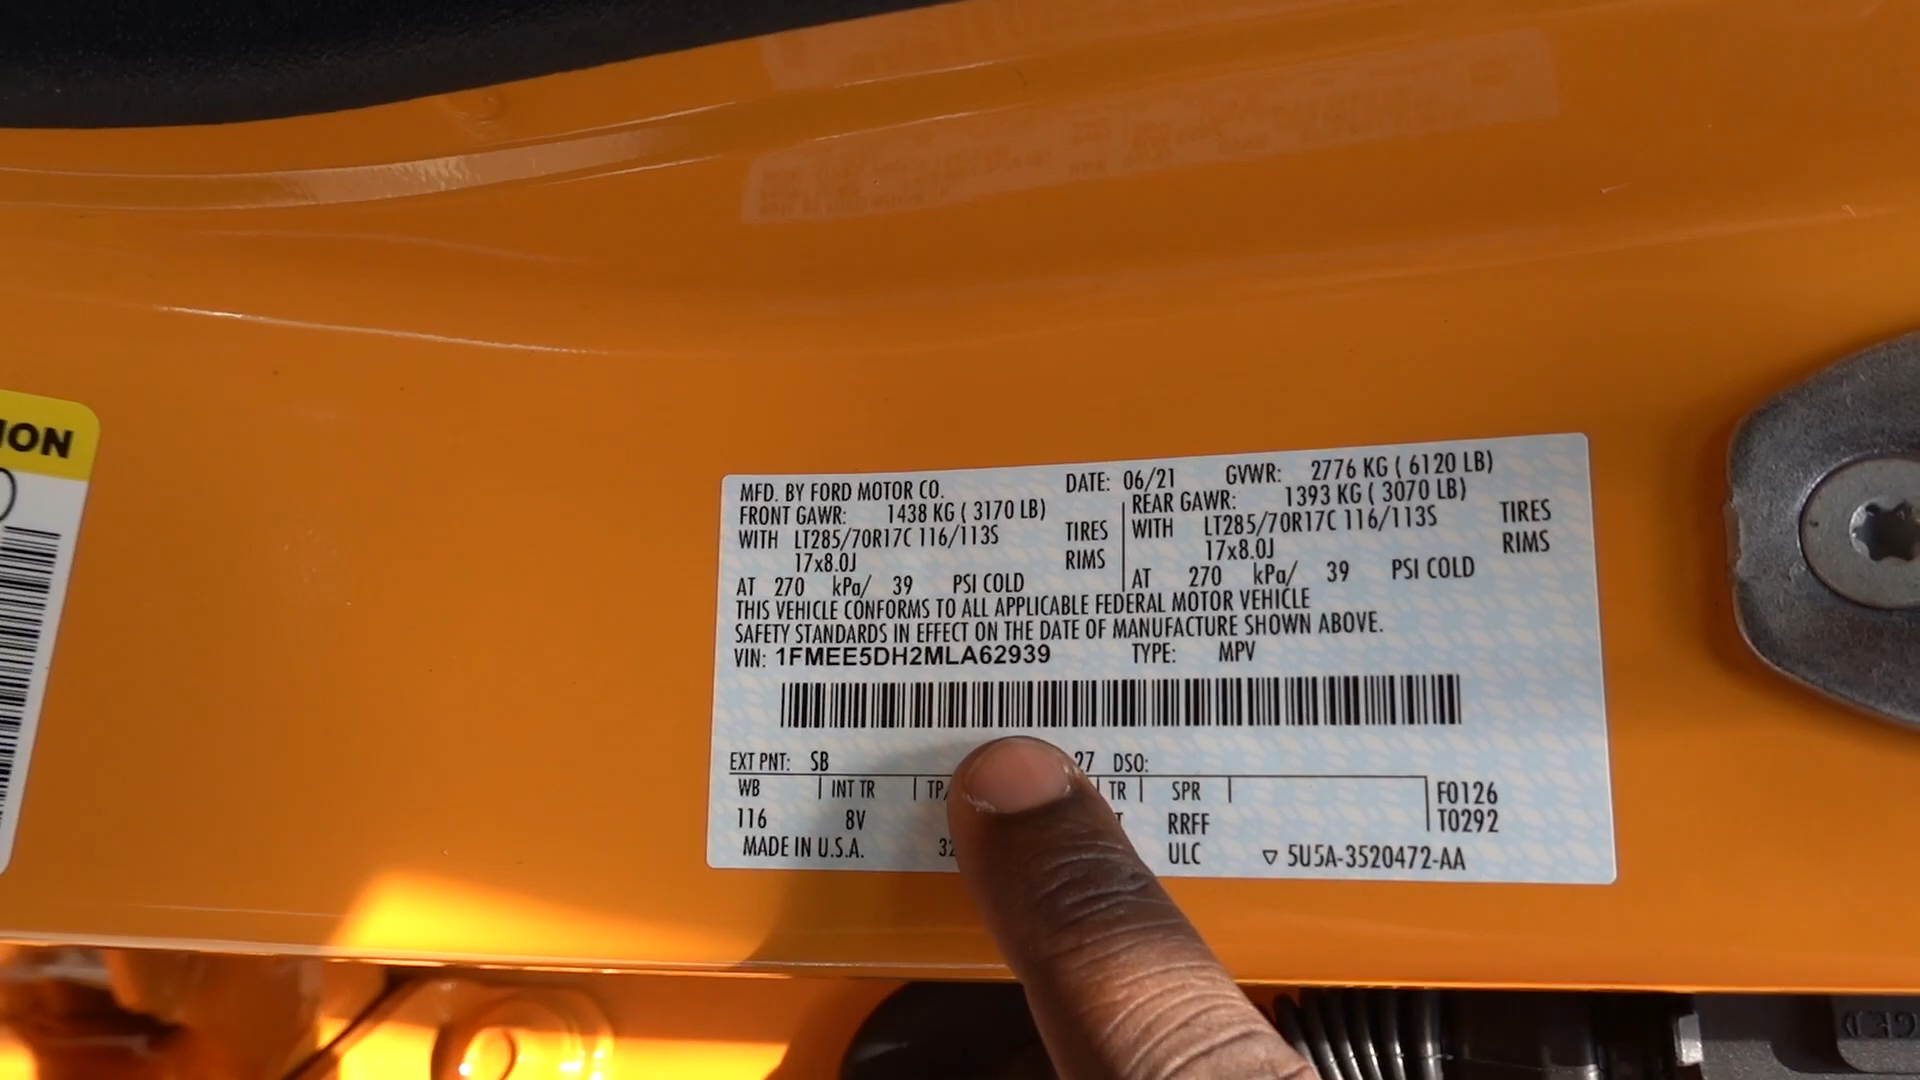 MFD. BY FORD MOTOR CO. DATE: 06/21 GVWR: 2776 KG ( 6120 LB)
FRONT GAWR: 1438 KG ( 3170 LB) REAR GAWR: 1393 KG ( 3070 LB)
WITH LT285/70R17C 116/113S TIRES WITH LT285/70R17C 116/113S TIRES
17x8.0J RIMS 17x8.0J RIMS
AT 270 kPa/ 39 PSI COLD AT 270 kPa/ 39 PSI COLD
THIS VEHICLE CONFORMS TO ALL APPLICABLE FEDERAL MOTOR VEHICLE
SAFETY STANDARDS IN EFFECT ON THE DATE OF MANUFACTURE SHOWN ABOVE.
VIN: 1FMEE5DH2MLA62939 TYPE: MPV
EXT PNT: SB 27 DSO:
WB INT TR TP/ TR SPR F0126
116 8V RRFF T0292
MADE IN U.S.A. ULC 5U5A-3520472-AA